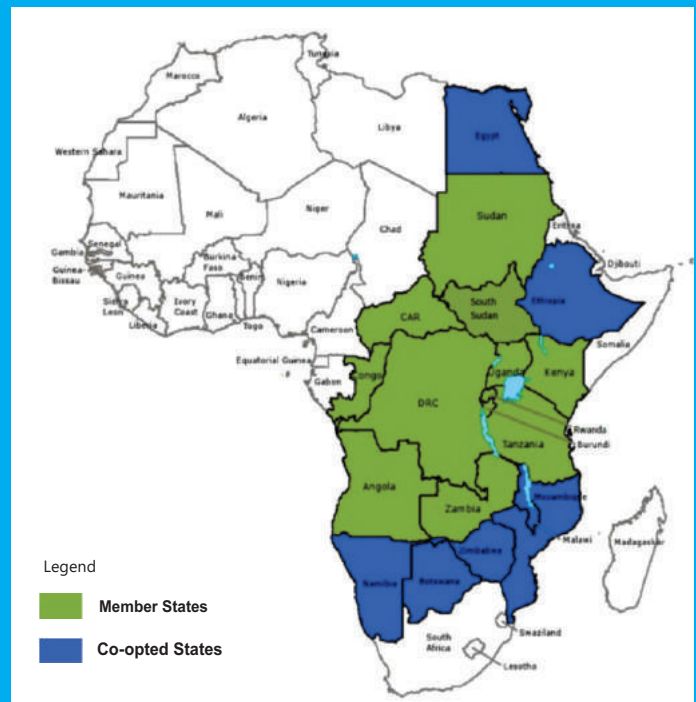 Tunisia
Morocco
Algeria
Libya
Egypt
Western Sahara
Mauritania
Mali
Niger
Chad
Sudan
Eritrea
Djibouti
Senegal
Gambia
Guinea-
Bissau
Guinea
Burkina
Faso
Benin
Nigeria
Sierra
Leon
Ivory
Coast
Ghana
Liberia
Togo
Cameroon
CAR
South
Sudan
Ethiopia
Somalia
Equatorial Guinea
Gabon
Congo
DRC
Uganda
Kenya
Rwanda
Burundi
Tanzania
Angola
Zambia
Mozambique
Malawi
Madagaskar
Zimbabwe
Namibia
Botswana
Swaziland
South
Africa
Lesotho
Legend
Member States
Co-opted States